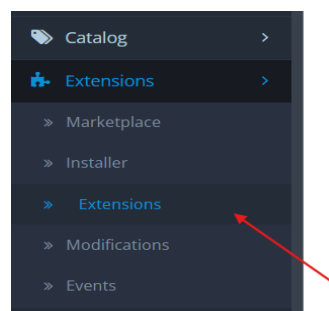 Catalog
Extensions
Marketplace
Installer
Extensions
Modifications
Events